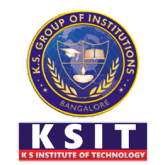 K.S. GROUP OF INSTITUTIONS
BANGALORE
KSIT
K S INSTITUTE OF TECHNOLOGY